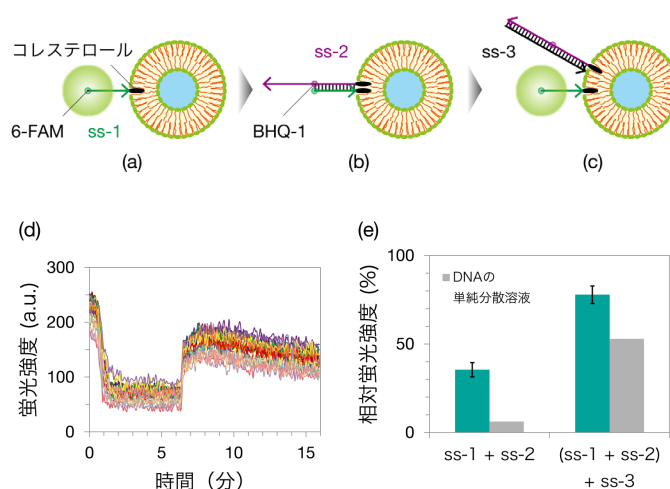 コレステロール
6-FAM
ss-1
(a)
ss-2
BHQ-1
(b)
ss-3
(c)
(d)
蛍光強度 (a.u.)
300
200
100
0
0
5
10
15
時間（分）
(e)
相対蛍光強度 (%)
100
50
0
DNAの
単純分散溶液
ss-1 + ss-2
(ss-1 + ss-2)
+ ss-3